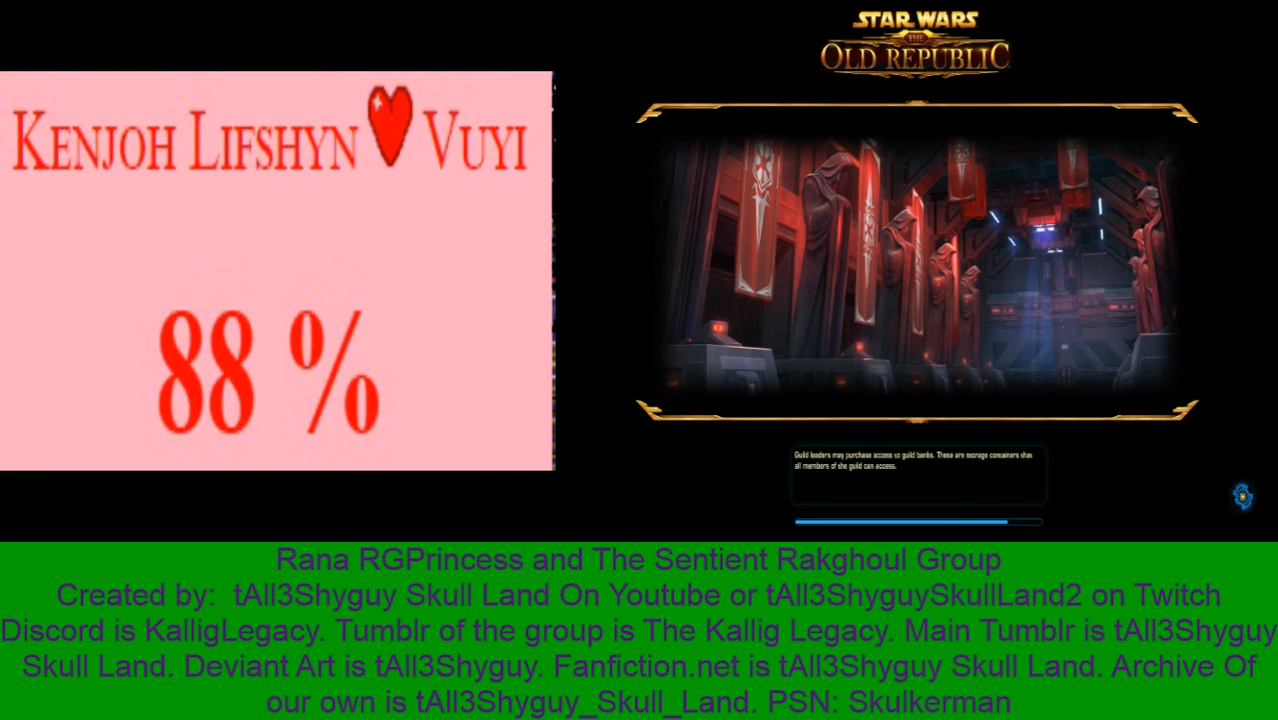 KENJOH LIFSHYN VUYI
88 %
STAR WARS
THE
OLD REPUBLIC
Guild leaders may purchase access to guild banks. These are storage containers that
all members of the guild can access.
Rana RGPrincess and The Sentient Rakghoul Group
Created by: tAll3Shyguy Skull Land On Youtube or tAll3ShyguySkullLand2 on Twitch
Discord is KalligLegacy. Tumblr of the group is The Kallig Legacy. Main Tumblr is tAll3Shyguy
Skull Land. Deviant Art is tAll3Shyguy. Fanfiction.net is tAll3Shyguy Skull Land. Archive Of
our own is tAll3Shyguy_Skull_Land. PSN: Skulkerman